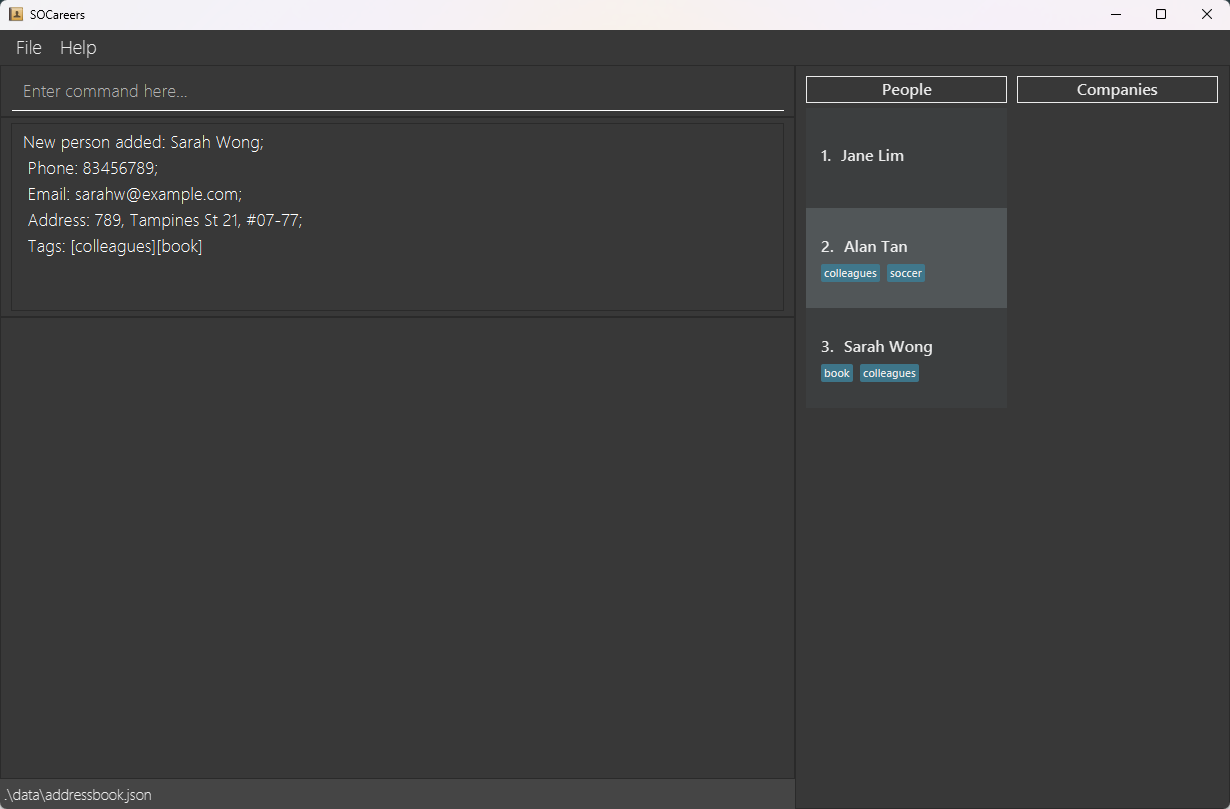 SOCareers
File Help
Enter command here...
New person added: Sarah Wong;
Phone: 83456789;
Email: sarahw@example.com;
Address: 789, Tampines St 21, #07-77;
Tags: [colleagues][book]
People
1. Jane Lim
2. Alan Tan
colleagues soccer
3. Sarah Wong
book colleagues
Companies
.\data\addressbook.json